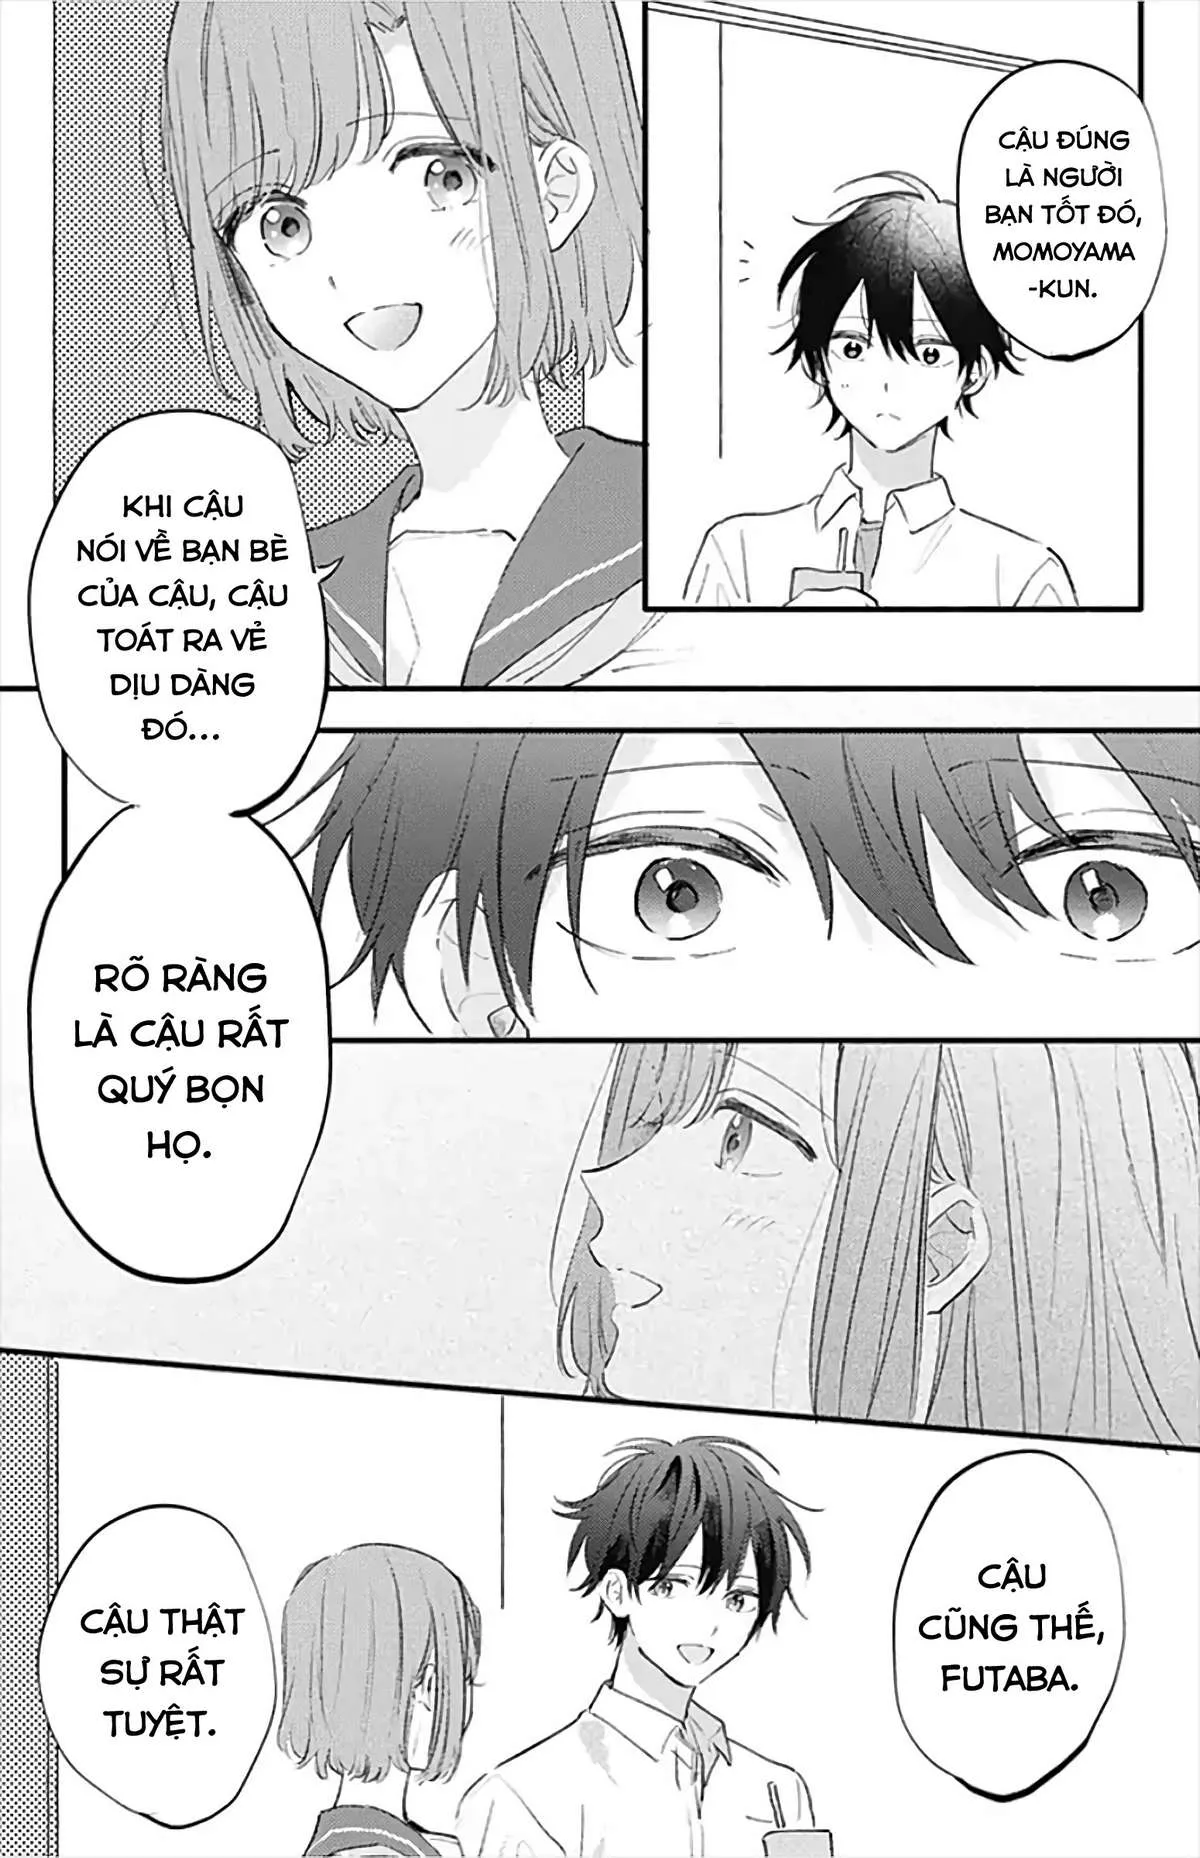 CẬU ĐÚNG
LÀ NGƯỜI
BẠN TỐT ĐÓ,
MOMOYAMA
-KUN.
KHI CẬU
NÓI VỀ BẠN BÈ
CỦA CẬU, CẬU
TOÁT RA VẺ
DỊU DÀNG
ĐÓ...
RÕ RÀNG
LÀ CẬU RẤT
QUÝ BỌN
HỌ.
CẬU
CŨNG THẾ,
FUTABA.
CẬU THẬT
SỰ RẤT
TUYỆT.